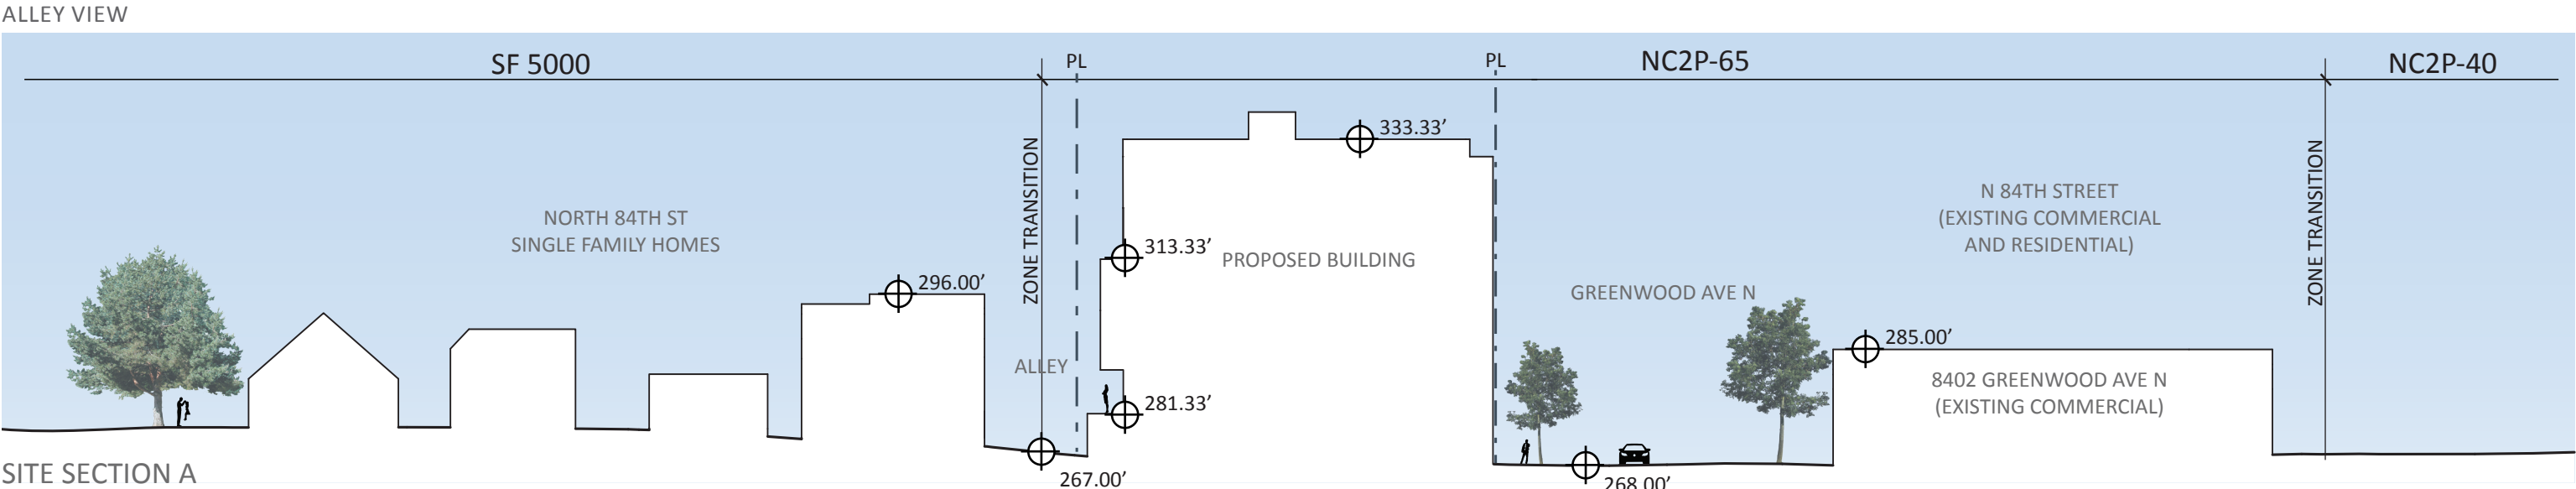 ALLEY VIEW
SF 5000
PL
PL
NC2P-65
NC2P-40
333.33’
ZONE TRANSITION
ZONE TRANSITION
NORTH 84TH ST
SINGLE FAMILY HOMES
N 84TH STREET
(EXISTING COMMERCIAL
AND RESIDENTIAL)
313.33’
PROPOSED BUILDING
296.00’
GREENWOOD AVE N
285.00’
ALLEY
8402 GREENWOOD AVE N
(EXISTING COMMERCIAL)
281.33’
SITE SECTION A
267.00’
268.00’